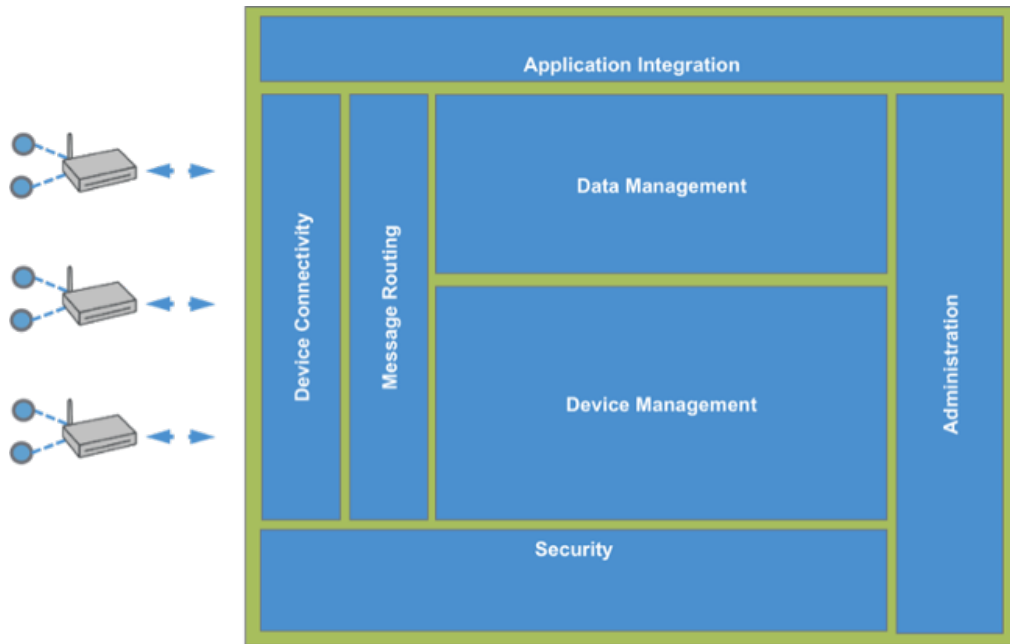 Application Integration
Device Connectivity
Message Routing
Data Management
Device Management
Administration
Security